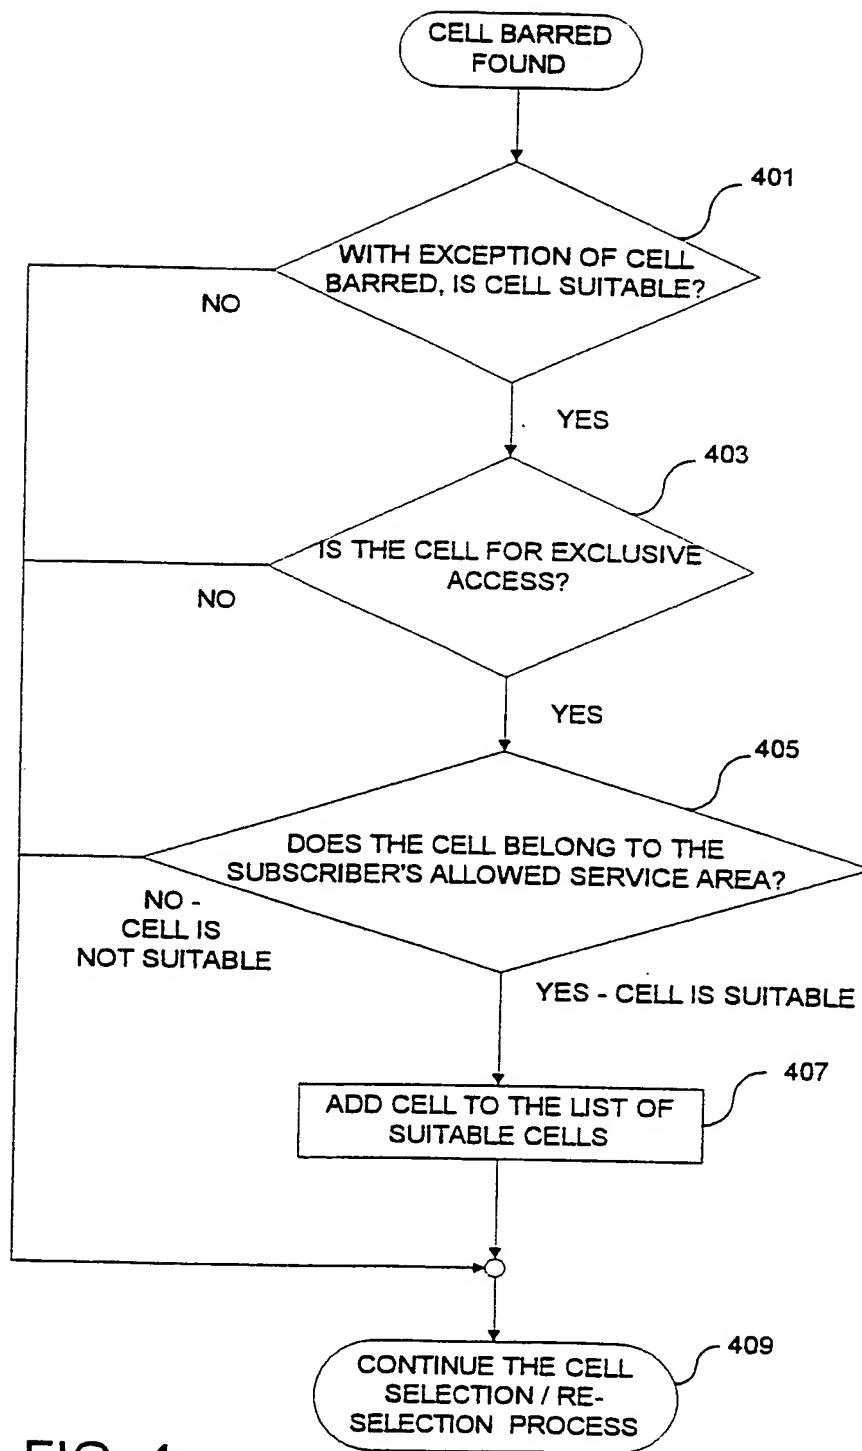 CELL BARRED
FOUND
401
WITH EXCEPTION OF CELL
BARRED, IS CELL SUITABLE?
NO
YES
403
IS THE CELL FOR EXCLUSIVE
ACCESS?
NO
YES
405
DOES THE CELL BELONG TO THE
SUBSCRIBER'S ALLOWED SERVICE AREA?
NO -
CELL IS
NOT SUITABLE
YES - CELL IS SUITABLE
407
ADD CELL TO THE LIST OF
SUITABLE CELLS
409
CONTINUE THE CELL
SELECTION / RE-
SELECTION PROCESS